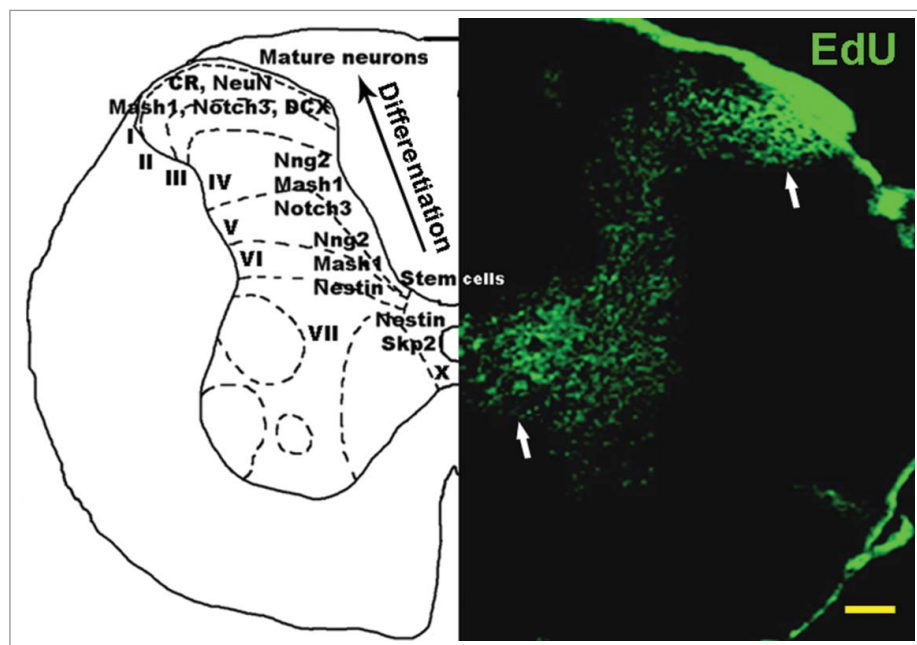 EdU
Mature neurons
CR, NeuN
Mash1, Notch3, DCX
Differentiation
I
II
III
IV
Nng2
Mash1
Notch3
V
Nng2
VI
Mash1
Nestin
Stem cells
Nestin
VII
Skp2
X